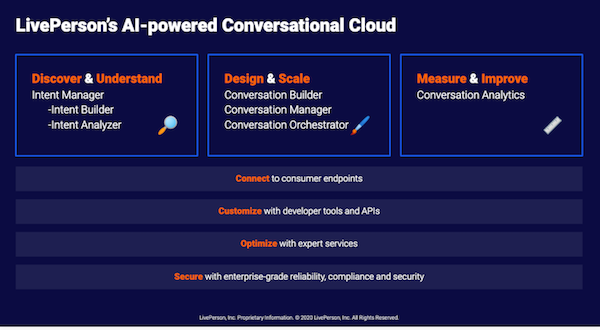 LivePerson's AI-powered Conversational Cloud
Discover & Understand
Intent Manager
-Intent Builder
-Intent Analyzer
Design & Scale
Conversation Builder
Conversation Manager
Conversation Orchestrator
Measure & Improve
Conversation Analytics
Connect to consumer endpoints
Customize with developer tools and APIs
Optimize with expert services
Secure with enterprise-grade reliability, compliance and security
LivePerson, Inc. Proprietary Information. © 2020 LivePerson, Inc. All Rights Reserved.